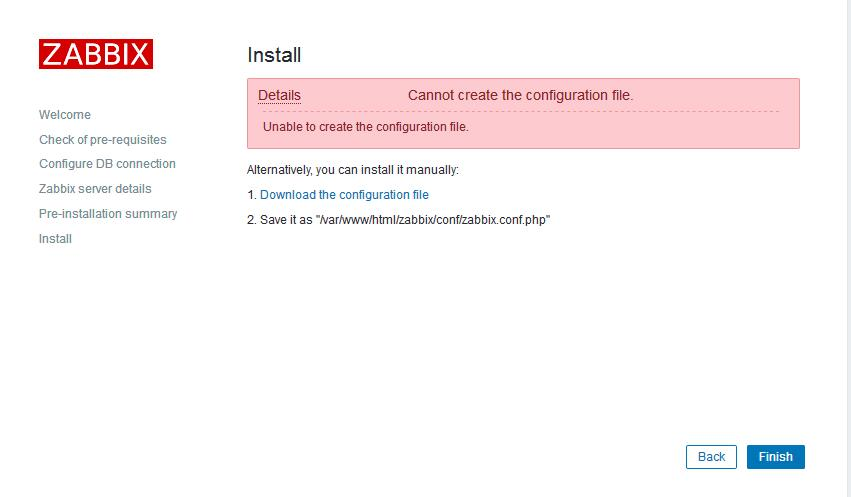 ZABBIX
Welcome
Check of pre-requisites
Configure DB connection
Zabbix server details
Pre-installation summary
Install
Install
Details Cannot create the configuration file.
Unable to create the configuration file.
Alternatively, you can install it manually:
1. Download the configuration file
2. Save it as "/var/www/html/zabbix/conf/zabbix.conf.php"
Back Finish